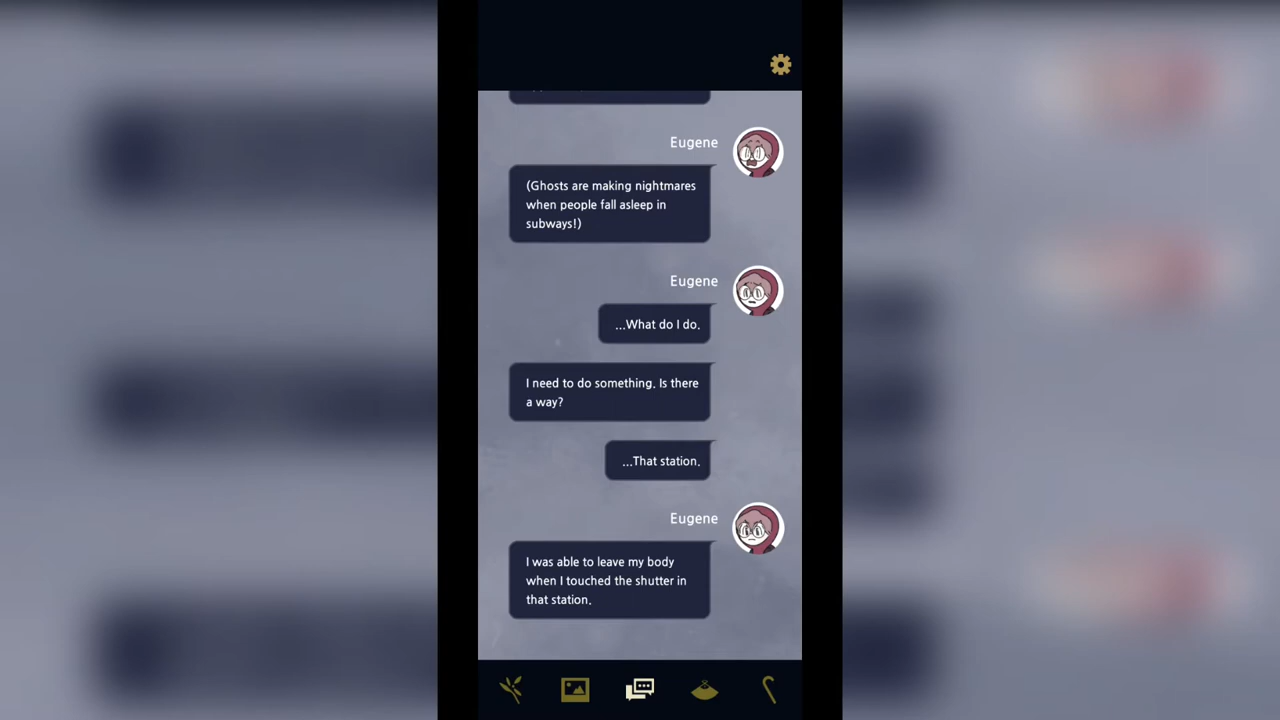 Eugene
(Ghosts are making nightmares
when people fall asleep in
subways!)
Eugene
...What do I do.
I need to do something. Is there
a way?
...That station.
Eugene
I was able to leave my body
when I touched the shutter in
that station.